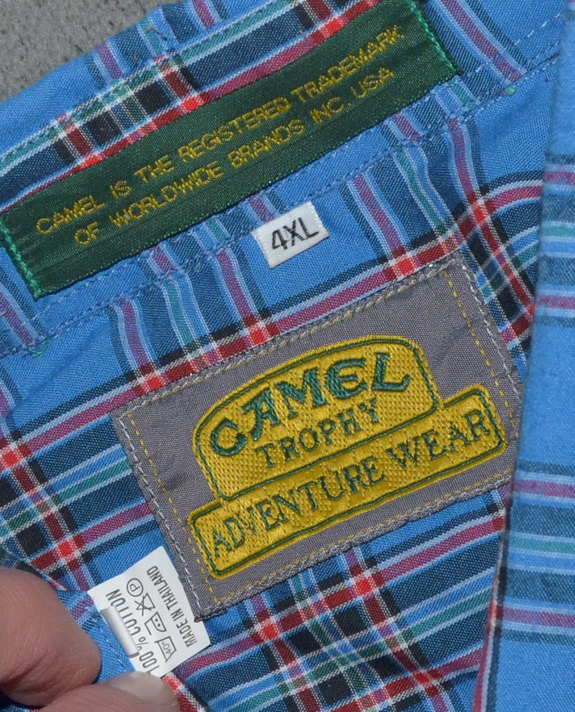 CAMEL IS THE REGISTERED TRADEMARK
OF WORLDWIDE BRANDS INC. USA
4XL
CAMEL
TROPHY
ADVENTURE WEAR
100% COTTON
MADE IN THAILAND